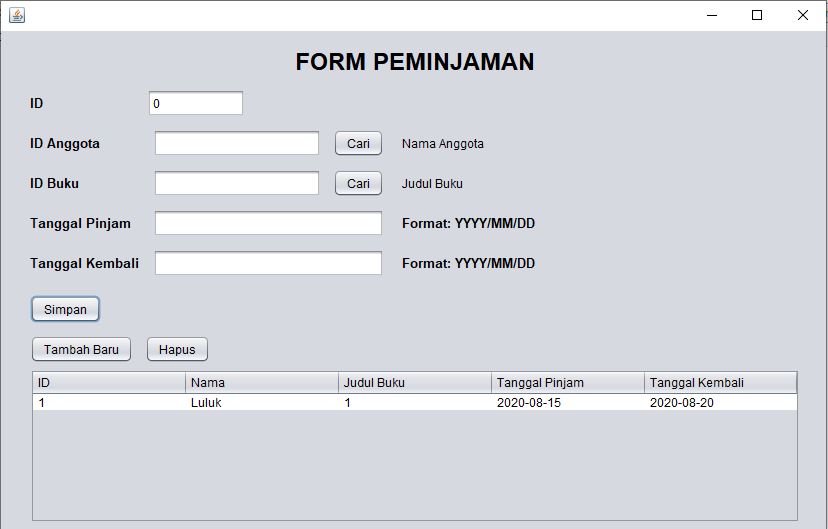 FORM PEMINJAMAN
ID 0
ID Anggota Cari Nama Anggota
ID Buku Cari Judul Buku
Tanggal Pinjam Format: YYYY/MM/DD
Tanggal Kembali Format: YYYY/MM/DD
Simpan
Tambah Baru Hapus
ID Nama Judul Buku Tanggal Pinjam Tanggal Kembali
1 Luluk 1 2020-08-15 2020-08-20